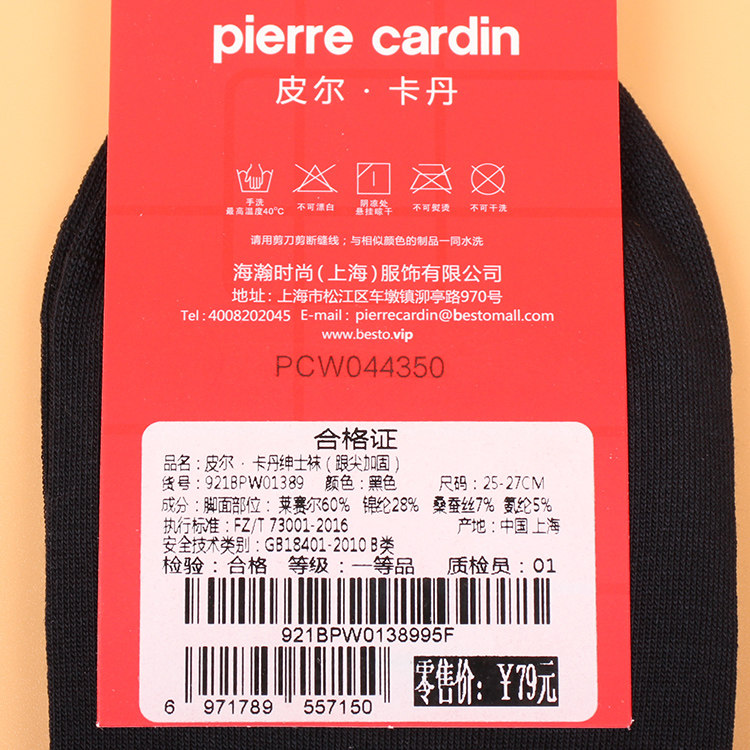 pierre cardin
皮尔·卡丹
手洗 最高温度40℃ 不可漂白 阴凉处 悬挂晾干 不可熨烫 不可干洗
请用剪刀剪断缝线；与相似颜色的制品一同水洗
海瀚时尚(上海)服饰有限公司
地址：上海市松江区车墩镇泖亭路970号
Tel：4008202045 E-mail：pierrecardin@bestomall.com
www.besto.vip
PCW044350
合格证
品名：皮尔·卡丹绅士袜(跟尖加固)
货号：921BPW01389 颜色：黑色 尺码：25-27CM
成分：脚面部位：莱赛尔60% 锦纶28% 桑蚕丝7% 氨纶5%
执行标准：FZ/T 73001-2016 产地：中国 上海
安全技术类别：GB18401-2010 B类
检验：合格 等级：一等品 质检员：01
921BPW0138995F
6 971789 557150
零售价：¥79元